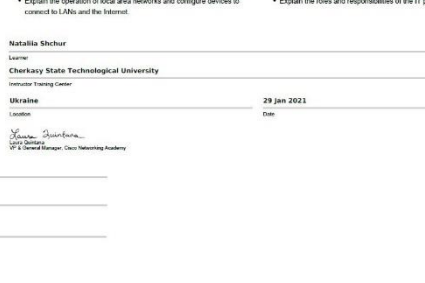 • Explain the operation of local area networks and configure devices to
connect to LANs and the Internet.
• Explain the roles and responsibilities of the IT
Nataliia Shchur
Learner
Cherkasy State Technological University
Instructor Training Center
Ukraine
Location
29 Jan 2021
Date
Laura Quintana
Laura Quintana
VP & General Manager, Cisco Networking Academy